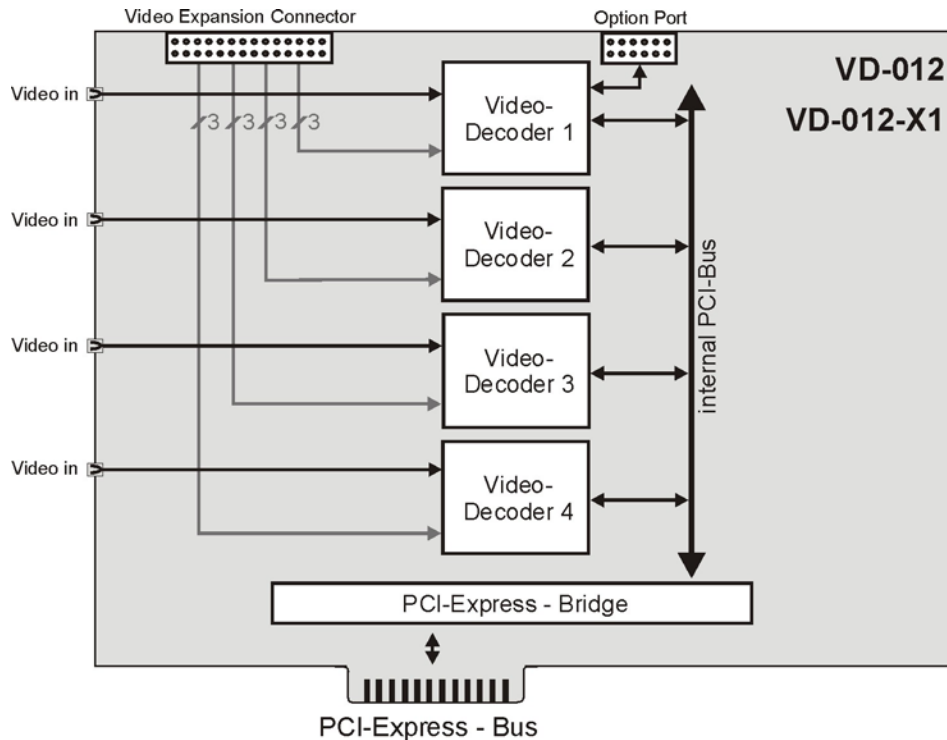 Video Expansion Connector
Option Port
VD-012
VD-012-X1
Video in
3
3
3
3
Video-
Decoder 1
Video in
Video-
Decoder 2
internal PCI-Bus
Video in
Video-
Decoder 3
Video in
Video-
Decoder 4
PCI-Express - Bridge
PCI-Express - Bus